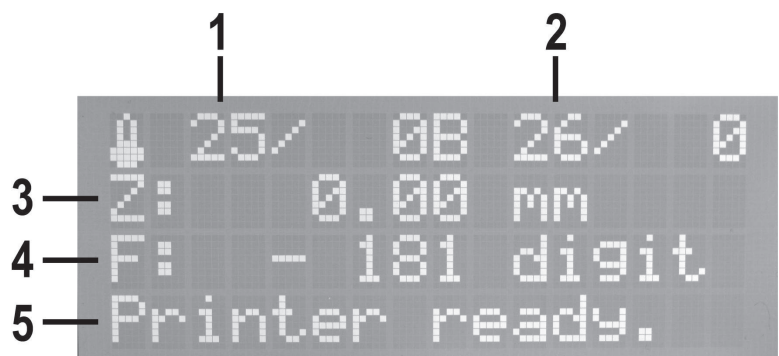 1 2
25/ 0B 26/ 0
3 Z: 0.00 mm
4 F: - 181 digit
5 Printer ready.